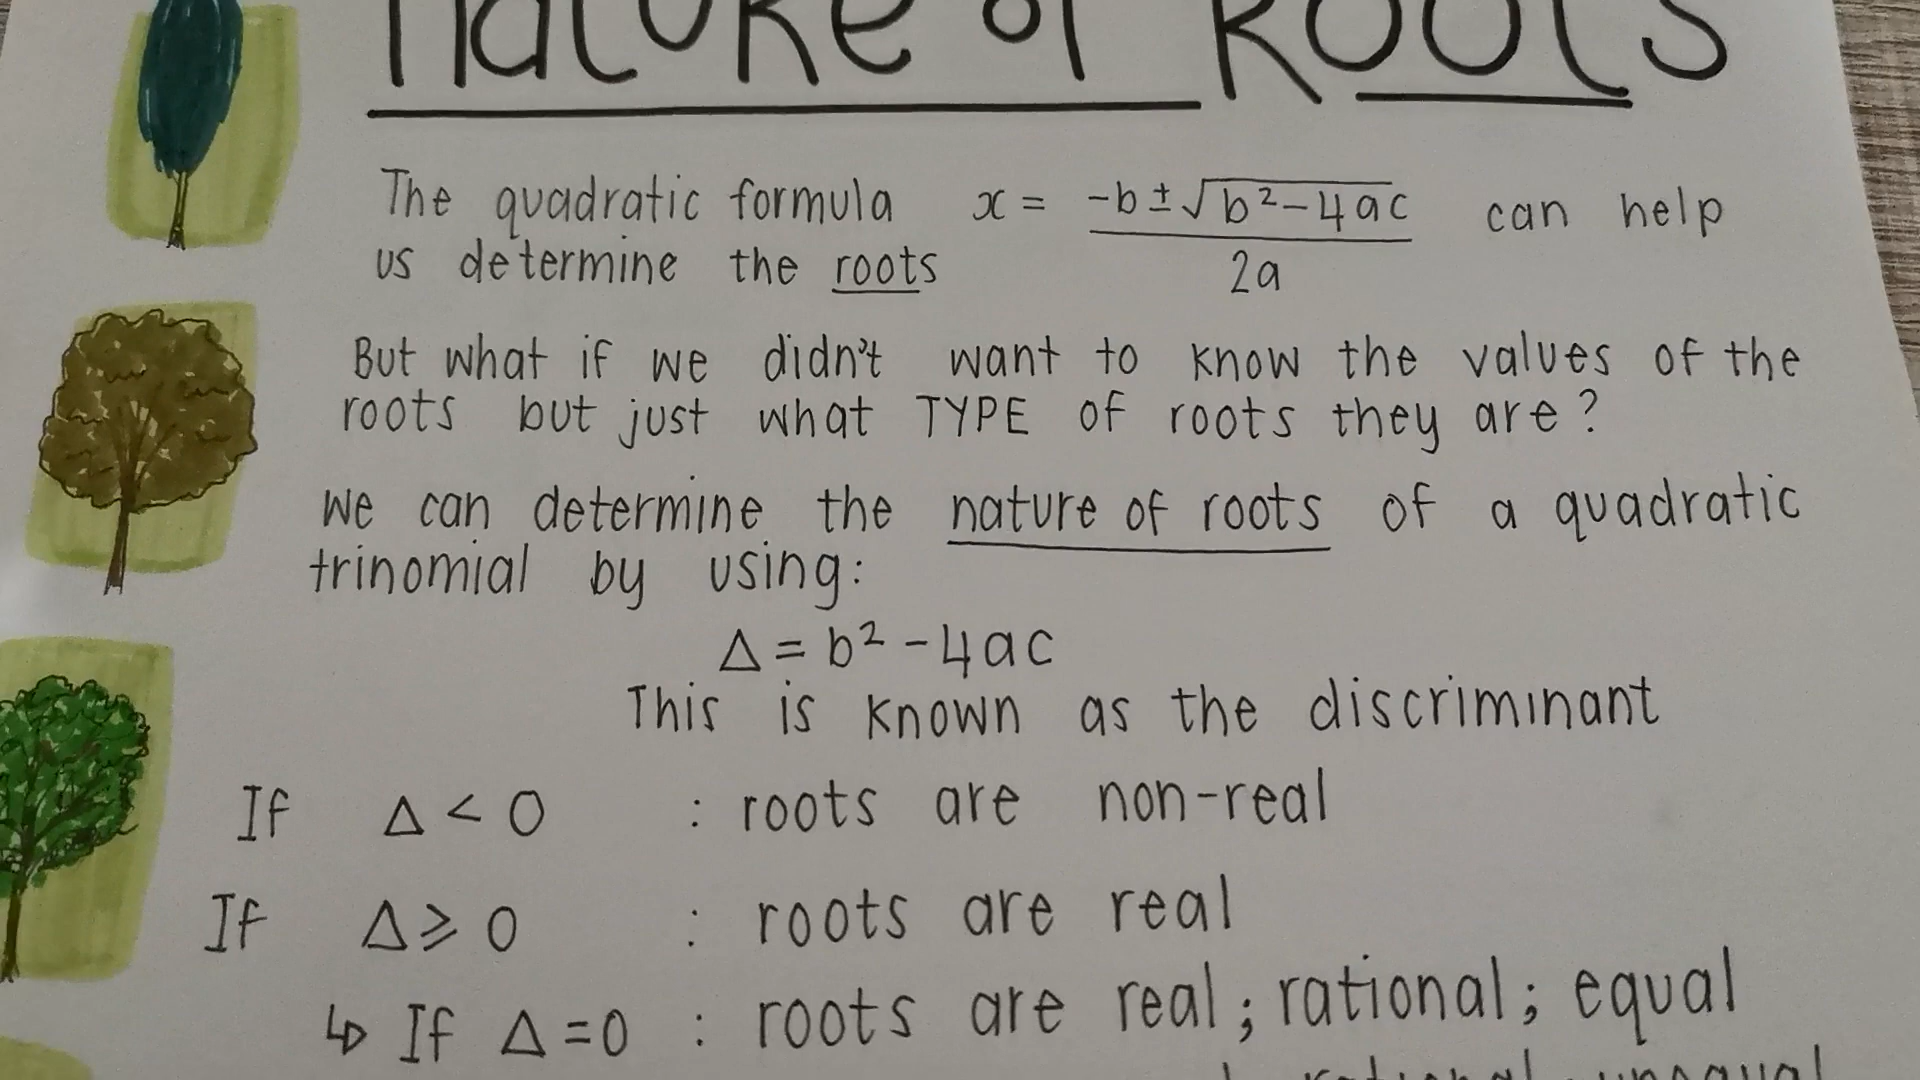 Nature of Roots
The quadratic formula x = -b±√b²-4ac / 2a can help
us determine the roots
But what if we didn't want to know the values of the
roots but just what TYPE of roots they are?
We can determine the nature of roots of a quadratic
trinomial by using:
Δ = b² - 4ac
This is known as the discriminant
If Δ < 0 : roots are non-real
If Δ ⩾ 0 : roots are real
↳ If Δ = 0 : roots are real; rational; equal
rational unequal